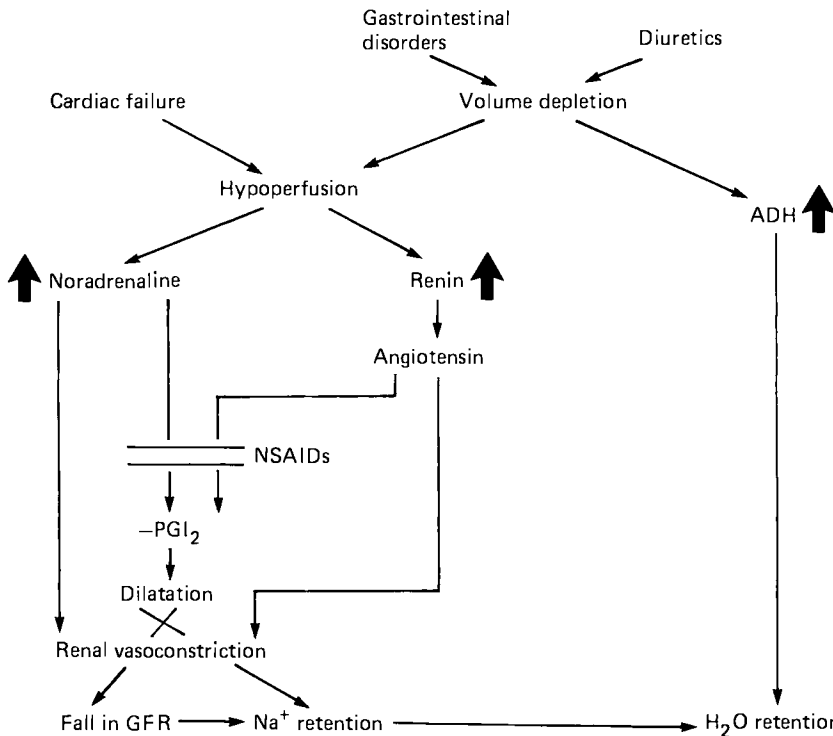 Gastrointestinal
disorders
Diuretics
Cardiac failure
Volume depletion
Hypoperfusion
ADH
Noradrenaline
Renin
Angiotensin
NSAIDs
−PGI₂
Dilatation
Renal vasoconstriction
Fall in GFR
Na⁺ retention
H₂O retention